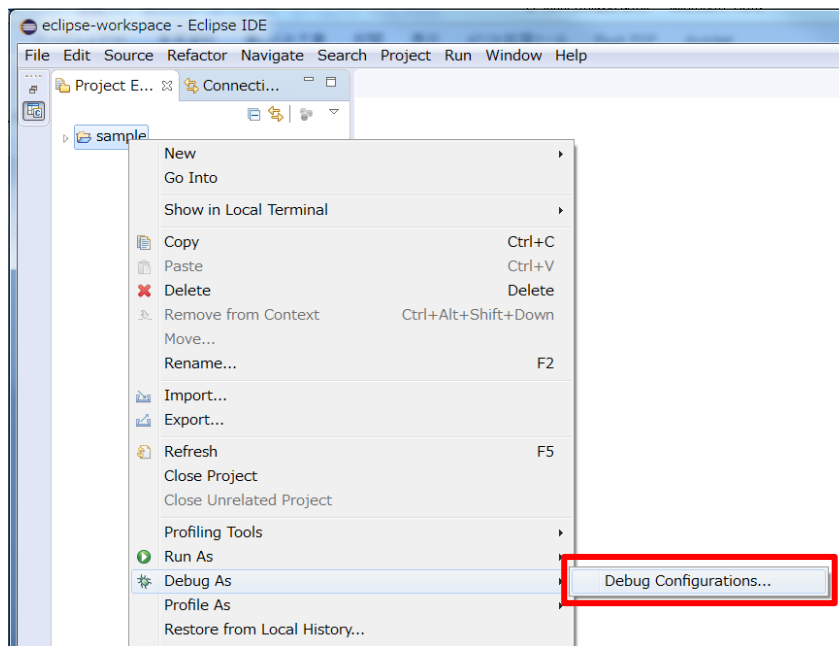 eclipse-workspace - Eclipse IDE
File Edit Source Refactor Navigate Search Project Run Window Help
Project E... Connecti...
sample
New
Go Into
Show in Local Terminal
Copy Ctrl+C
Paste Ctrl+V
Delete Delete
Remove from Context Ctrl+Alt+Shift+Down
Move...
Rename... F2
Import...
Export...
Refresh F5
Close Project
Close Unrelated Project
Profiling Tools
Run As
Debug As Debug Configurations...
Profile As
Restore from Local History...